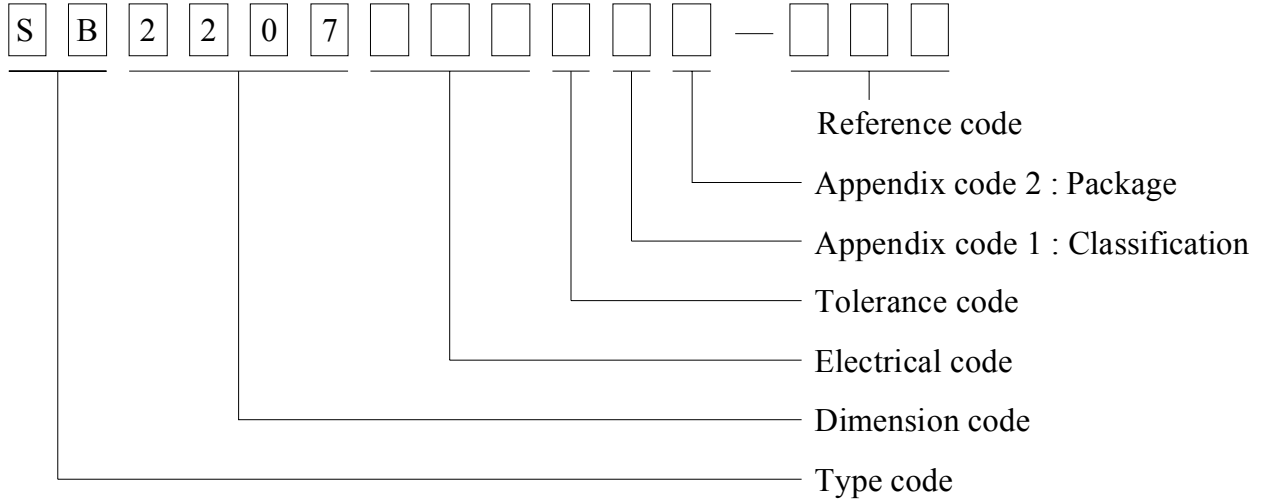 S B 2 2 0 7 —
Reference code
Appendix code 2 : Package
Appendix code 1 : Classification
Tolerance code
Electrical code
Dimension code
Type code